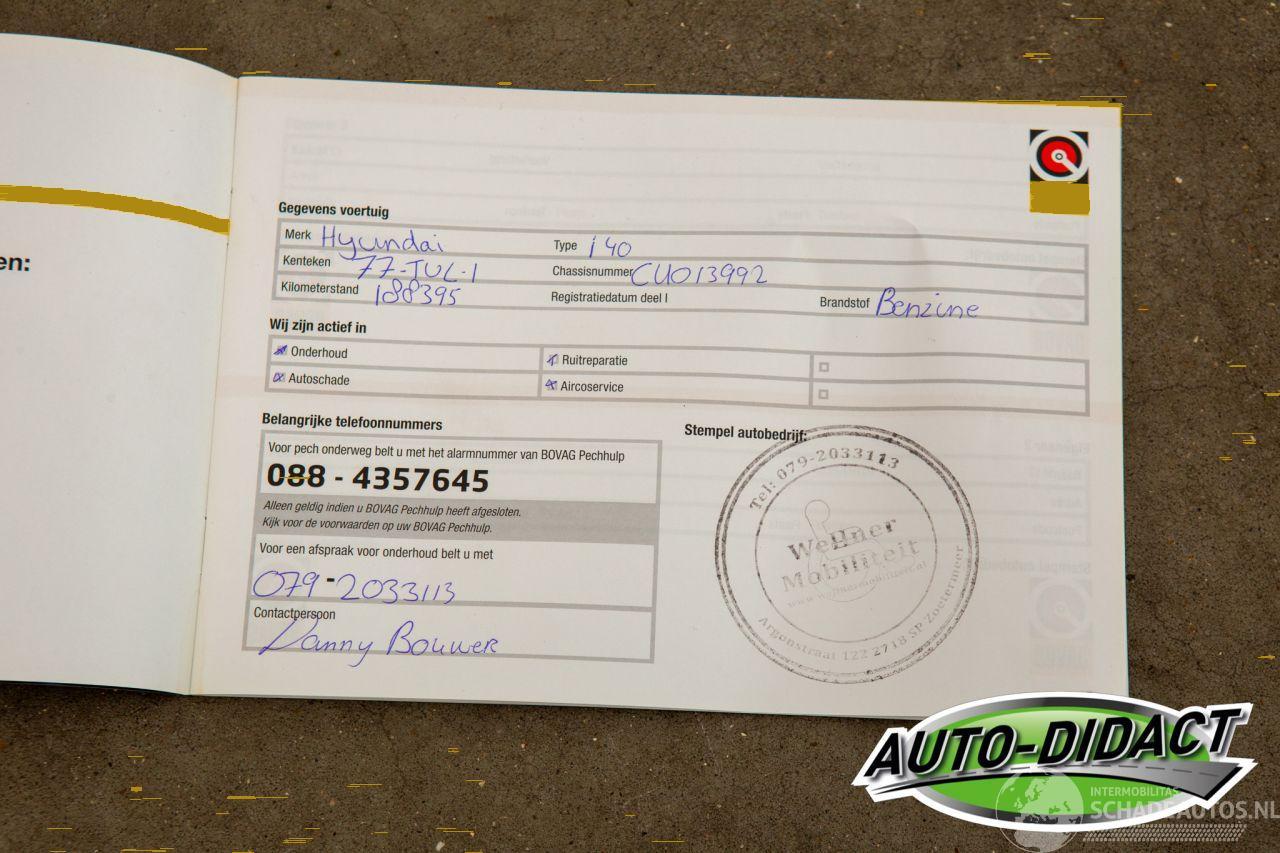 en:
Gegevens voertuig
Merk Hyundai Type i40
Kenteken 77-TUL-1 Chassisnummer CU013992
Kilometerstand 188395 Registratiedatum deel I Brandstof Benzine
Wij zijn actief in
Onderhoud Ruitreparatie
Autoschade Aircoservice
Belangrijke telefoonnummers
Voor pech onderweg belt u met het alarmnummer van BOVAG Pechhulp
088 - 4357645
Alleen geldig indien u BOVAG Pechhulp heeft afgesloten.
Kijk voor de voorwaarden op uw BOVAG Pechhulp.
Voor een afspraak voor onderhoud belt u met
079-2033113
Contactpersoon
Danny Bouwer
Stempel autobedrijf:
Tel: 079-2033113
Wellner
Mobiliteit
www.wellnermobiliteit.nl
Argonstraat 122 2718 SP Zoetermeer
AUTO-DIDACT
INTERMOBILITAS
SCHADEAUTOS.NL